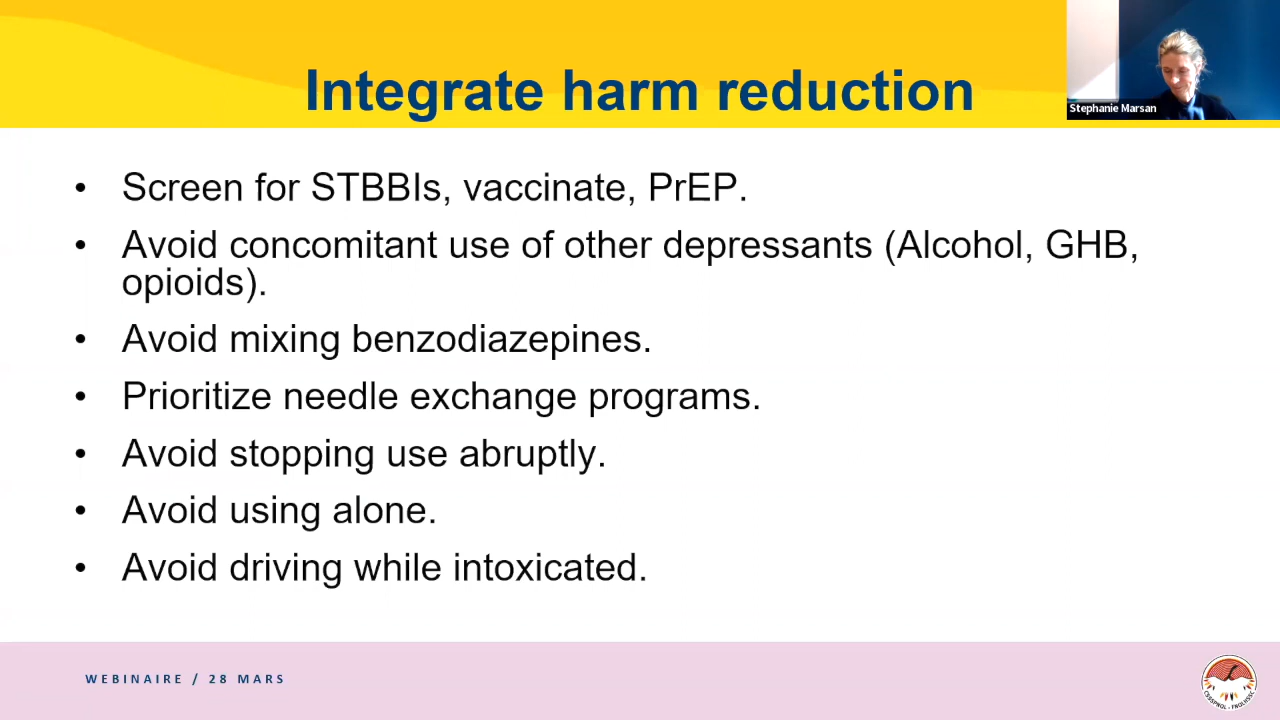 Integrate harm reduction
Stephanie Marsan
• Screen for STBBIs, vaccinate, PrEP.
• Avoid concomitant use of other depressants (Alcohol, GHB,
opioids).
• Avoid mixing benzodiazepines.
• Prioritize needle exchange programs.
• Avoid stopping use abruptly.
• Avoid using alone.
• Avoid driving while intoxicated.
WEBINAIRE / 28 MARS
CSSSPNQL - FNQLHSSC